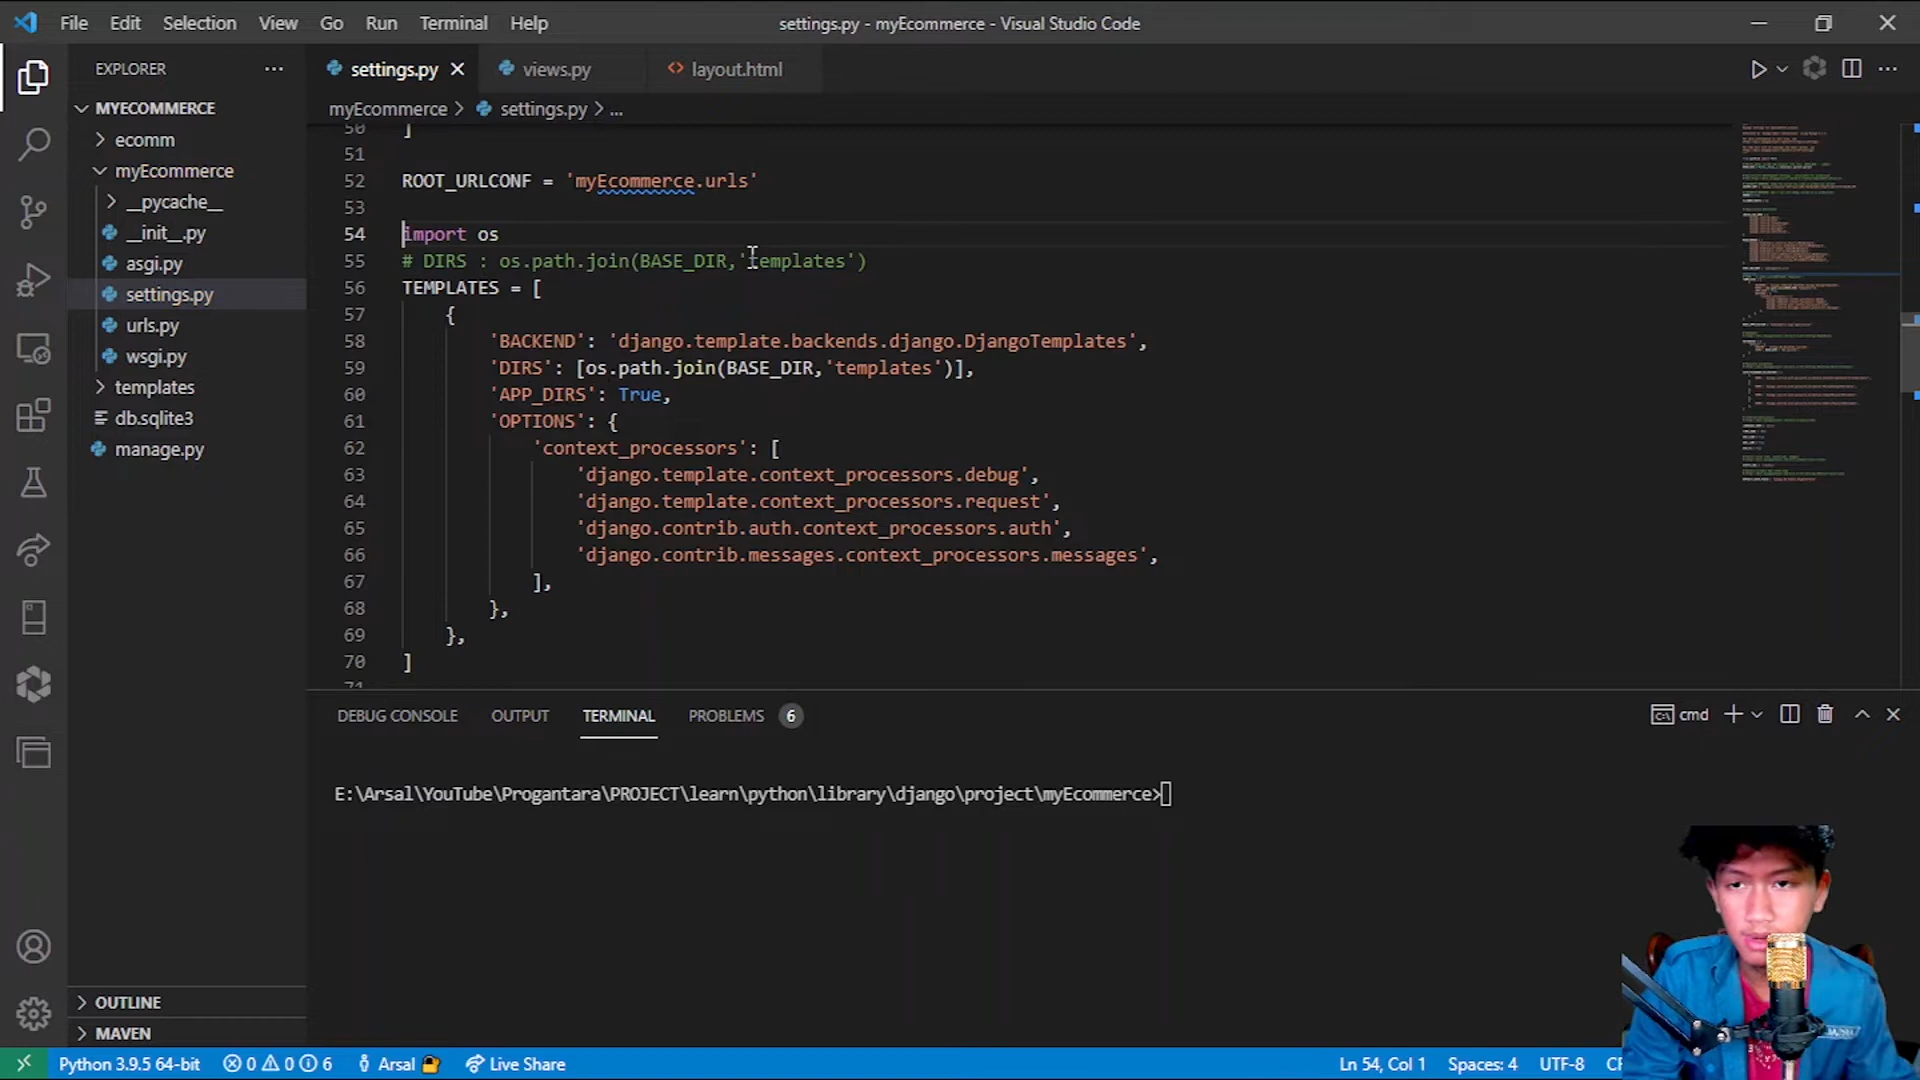 File Edit Selection View Go Run Terminal Help
settings.py - myEcommerce - Visual Studio Code
EXPLORER
settings.py
views.py
layout.html
MYECOMMERCE
ecomm
myEcommerce
__pycache__
__init__.py
asgi.py
settings.py
urls.py
wsgi.py
templates
db.sqlite3
manage.py
OUTLINE
MAVEN
myEcommerce > settings.py > ...
50 ]
51
52 ROOT_URLCONF = 'myEcommerce.urls'
53
54 import os
55 # DIRS : os.path.join(BASE_DIR,'templates')
56 TEMPLATES = [
57 {
58 'BACKEND': 'django.template.backends.django.DjangoTemplates',
59 'DIRS': [os.path.join(BASE_DIR,'templates')],
60 'APP_DIRS': True,
61 'OPTIONS': {
62 'context_processors': [
63 'django.template.context_processors.debug',
64 'django.template.context_processors.request',
65 'django.contrib.auth.context_processors.auth',
66 'django.contrib.messages.context_processors.messages',
67 ],
68 },
69 },
70 ]
71
DEBUG CONSOLE OUTPUT TERMINAL PROBLEMS 6
cmd
E:\Arsal\YouTube\Progantara\PROJECT\learn\python\library\django\project\myEcommerce>
Python 3.9.5 64-bit 0 0 6 Arsal Live Share
Ln 54, Col 1 Spaces: 4 UTF-8